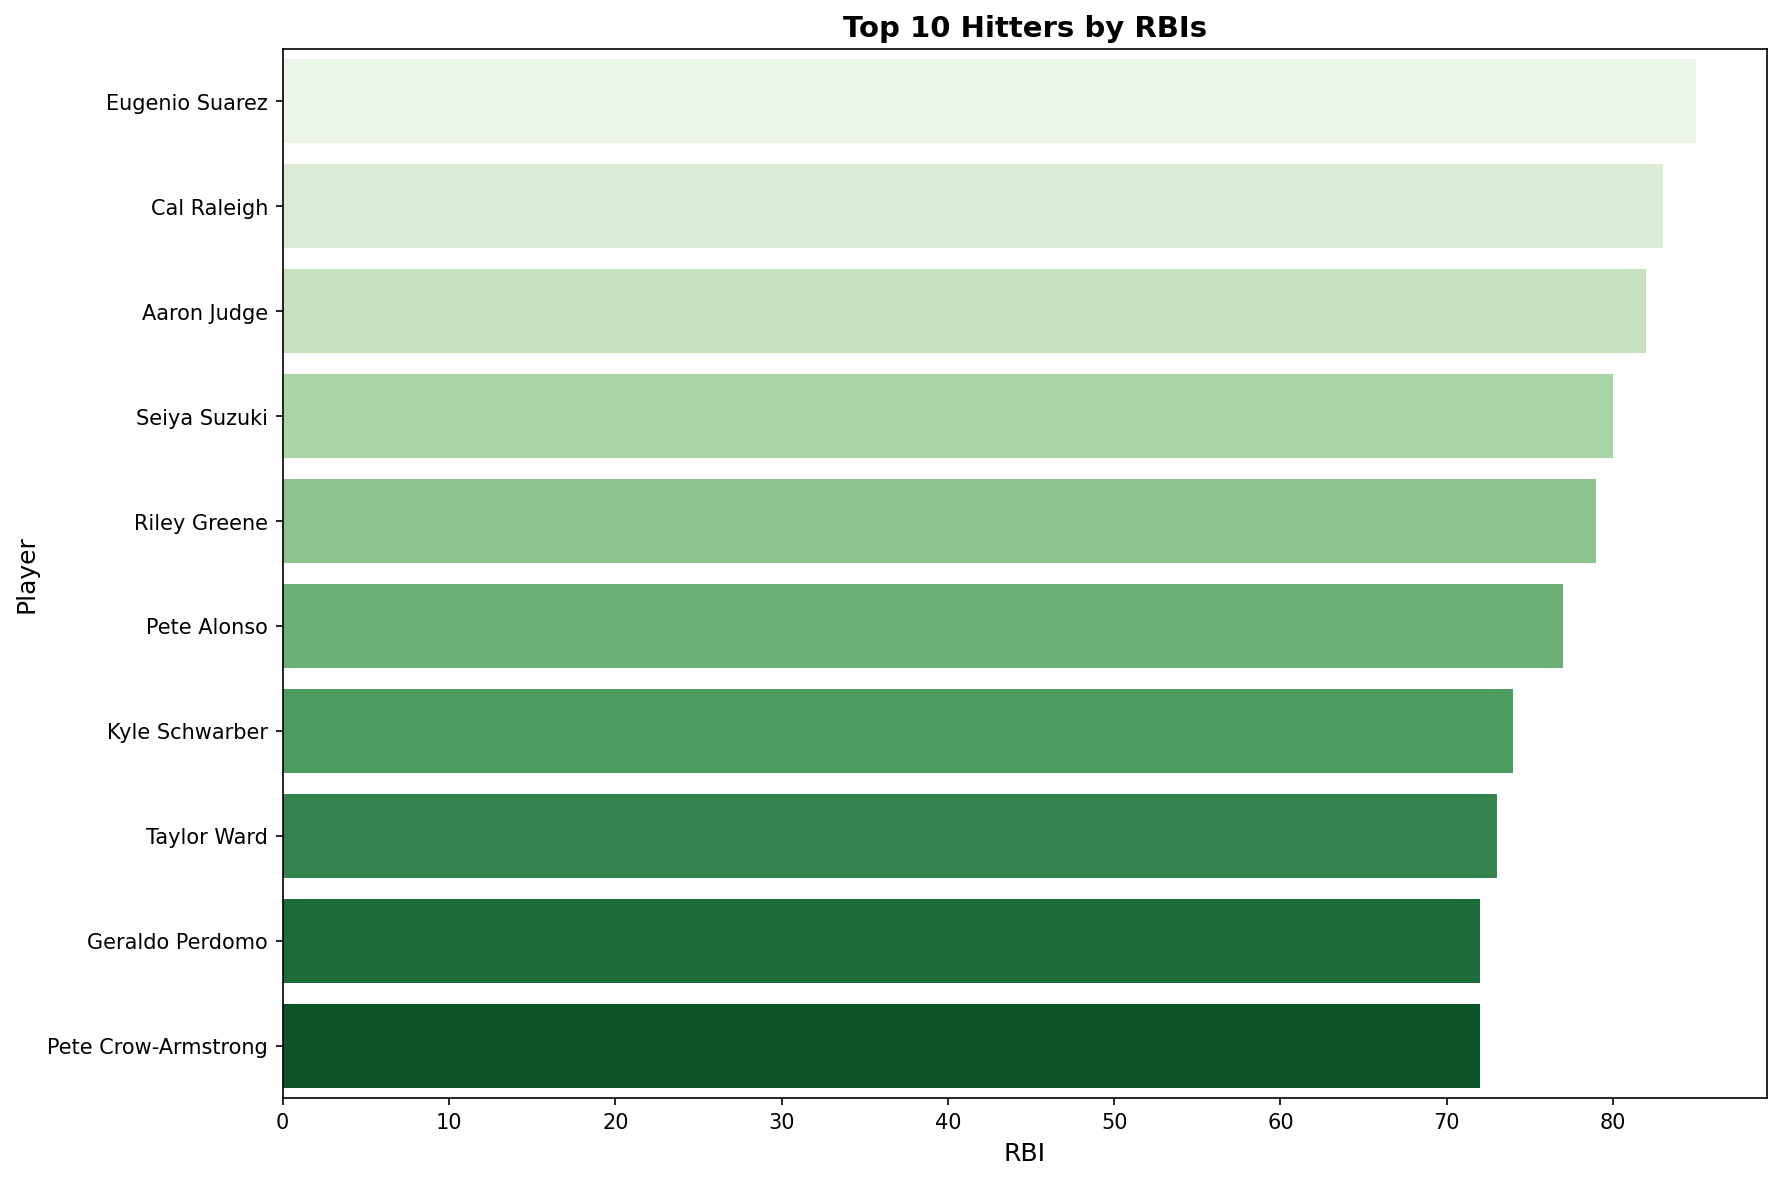 Top 10 Hitters by RBIs
Player
Eugenio Suarez
Cal Raleigh
Aaron Judge
Seiya Suzuki
Riley Greene
Pete Alonso
Kyle Schwarber
Taylor Ward
Geraldo Perdomo
Pete Crow-Armstrong
0 10 20 30 40 50 60 70 80
RBI